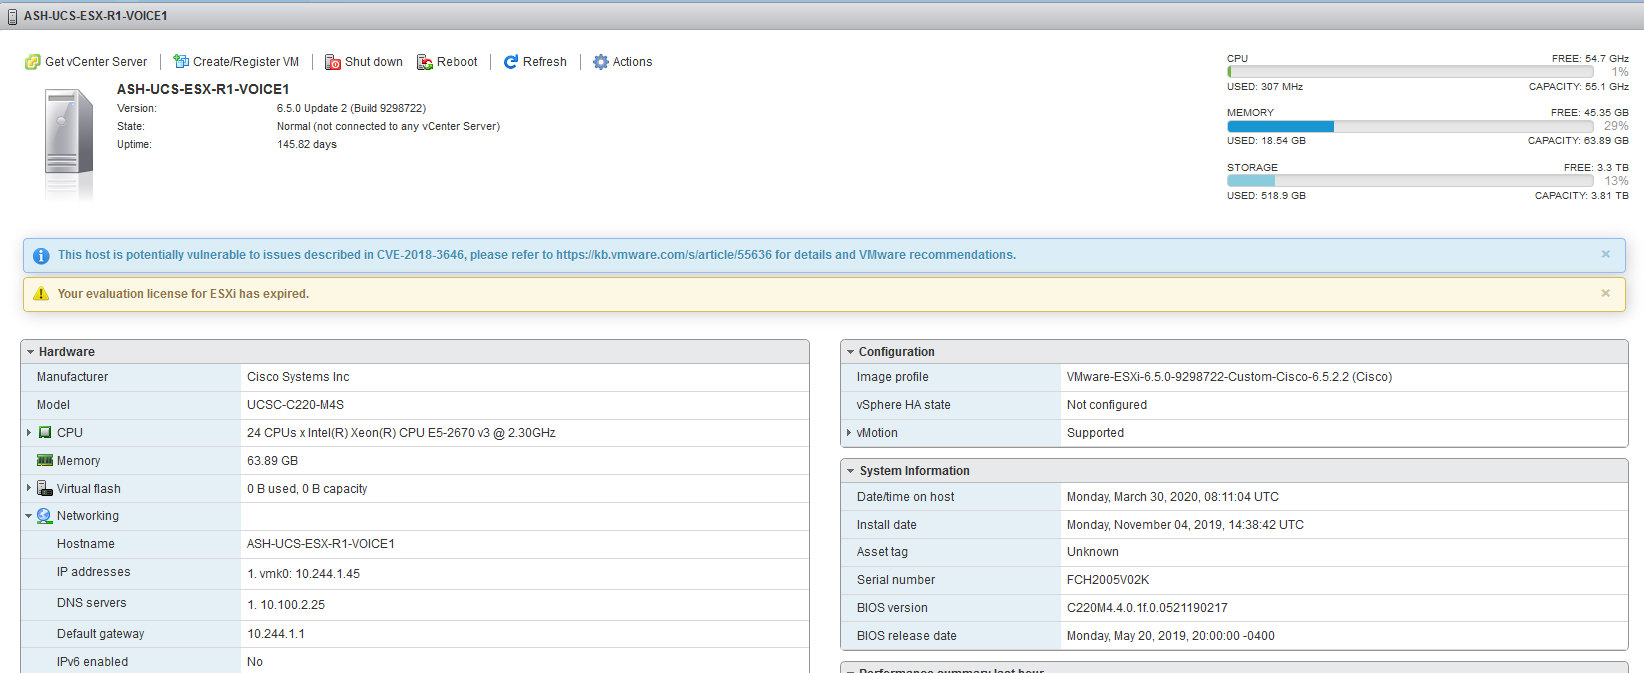 ASH-UCS-ESX-R1-VOICE1
Get vCenter Server Create/Register VM Shut down Reboot Refresh Actions
ASH-UCS-ESX-R1-VOICE1
Version: 6.5.0 Update 2 (Build 9298722)
State: Normal (not connected to any vCenter Server)
Uptime: 145.82 days
CPU FREE: 54.7 GHz
1%
USED: 307 MHz CAPACITY: 55.1 GHz
MEMORY FREE: 45.35 GB
29%
USED: 18.54 GB CAPACITY: 63.89 GB
STORAGE FREE: 3.3 TB
13%
USED: 518.9 GB CAPACITY: 3.81 TB
This host is potentially vulnerable to issues described in CVE-2018-3646, please refer to https://kb.vmware.com/s/article/55636 for details and VMware recommendations.
Your evaluation license for ESXi has expired.
Hardware
Manufacturer Cisco Systems Inc
Model UCSC-C220-M4S
CPU 24 CPUs x Intel(R) Xeon(R) CPU E5-2670 v3 @ 2.30GHz
Memory 63.89 GB
Virtual flash 0 B used, 0 B capacity
Networking
Hostname ASH-UCS-ESX-R1-VOICE1
IP addresses 1. vmk0: 10.244.1.45
DNS servers 1. 10.100.2.25
Default gateway 10.244.1.1
IPv6 enabled No
Configuration
Image profile VMware-ESXi-6.5.0-9298722-Custom-Cisco-6.5.2.2 (Cisco)
vSphere HA state Not configured
vMotion Supported
System Information
Date/time on host Monday, March 30, 2020, 08:11:04 UTC
Install date Monday, November 04, 2019, 14:38:42 UTC
Asset tag Unknown
Serial number FCH2005V02K
BIOS version C220M4.4.0.1f.0.0521190217
BIOS release date Monday, May 20, 2019, 20:00:00 -0400
Performance summary last hour